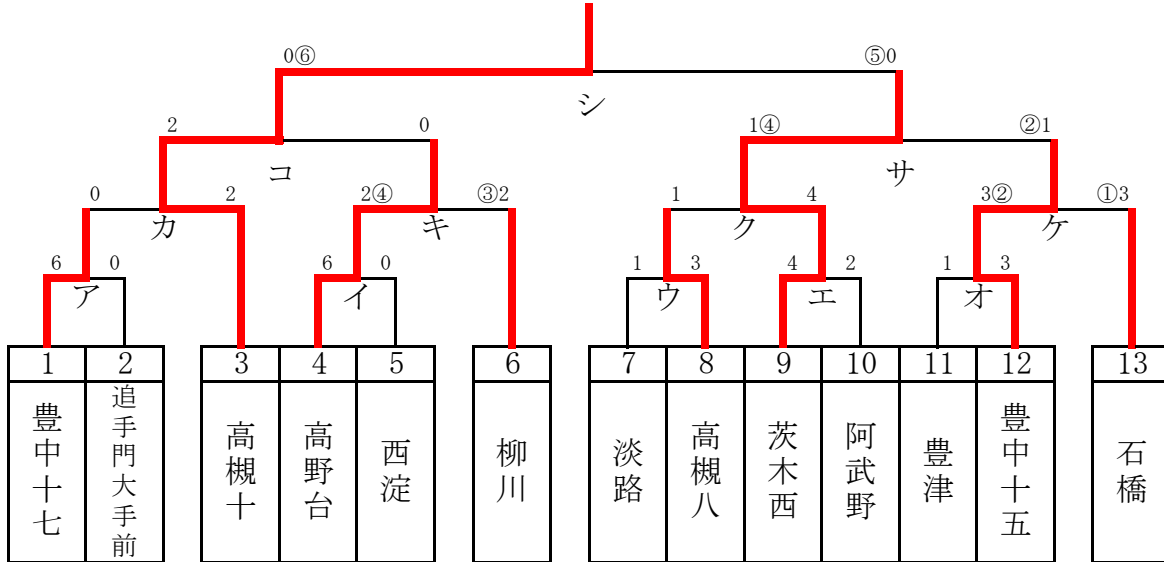 0⑥ ⑤0
シ
2 0 1④ ②1
コ サ
0 2 2④ ③2 1 4 3② ①3
カ キ ク ケ
6 0 6 0 1 3 4 2 1 3
ア イ ウ エ オ
1 2 3 4 5 6 7 8 9 10 11 12 13
豊中十七
追手門大手前
高槻十
高野台
西淀
柳川
淡路
高槻八
茨木西
阿武野
豊津
豊中十五
石橋